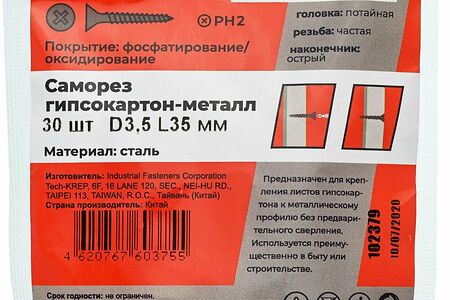 головка: потайная
резьба: частая
наконечник:
острый
PH2
Покрытие: фосфатирование/
оксидирование
Саморез
гипсокартон-металл
30 шт D3,5 L35 мм
Материал: сталь
Изготовитель: Industrial Fasteners Corporation
Tech-KREP, 6F, 16 LANE 120, SEC., NEI-HU RD.,
TAIPEI 113, TAIWAN, R.O.C., Тайвань (Китай)
Страна производитель: Китай
4 620767 603755
Срок годности: не ограничен.
Предназначен для креп-
ления листов гипсокар-
тона к металлическому
профилю без предвари-
тельного сверления.
Используется преиму-
щественно в быту или
строительстве.
102379
10/07/2020